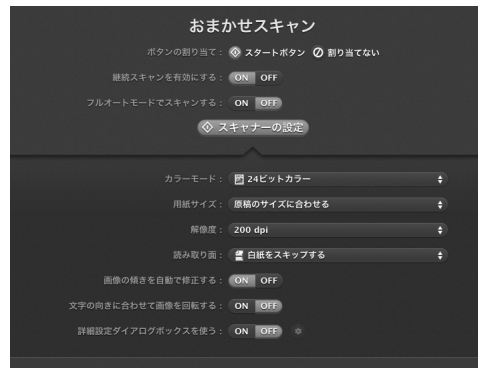 おまかせスキャン
ボタンの割り当て： スタートボタン 割り当てない
継続スキャンを有効にする： ON OFF
フルオートモードでスキャンする： ON OFF
スキャナーの設定
カラーモード： 24ビットカラー
用紙サイズ： 原稿のサイズに合わせる
解像度： 200 dpi
読み取り面： 白紙をスキップする
画像の傾きを自動で修正する： ON OFF
文字の向きに合わせて画像を回転する： ON OFF
詳細設定ダイアログボックスを使う： ON OFF